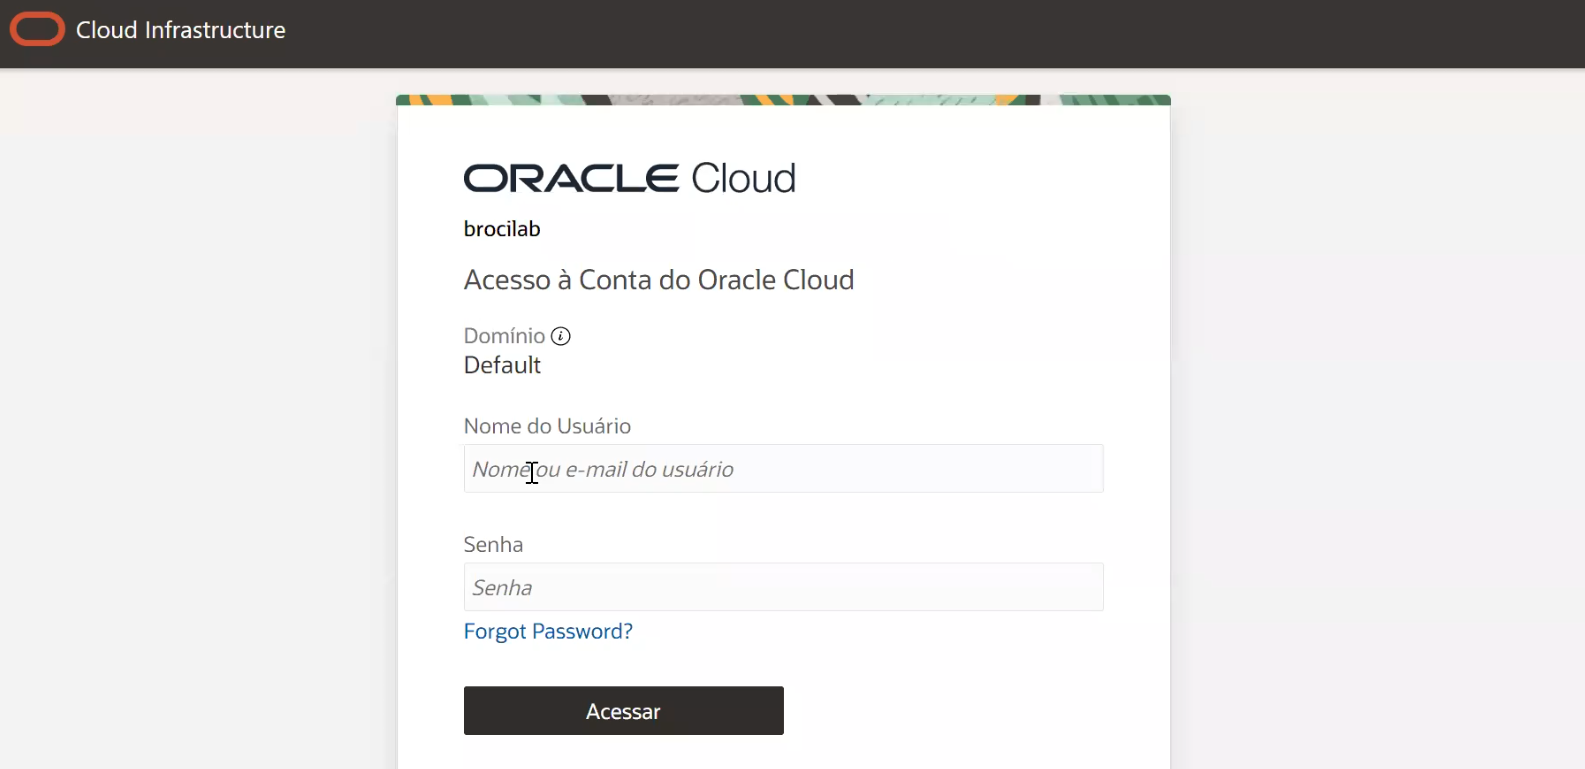 Cloud Infrastructure
ORACLE Cloud
brocilab
Acesso à Conta do Oracle Cloud
Domínio
Default
Nome do Usuário
Nome ou e-mail do usuário
Senha
Senha
Forgot Password?
Acessar